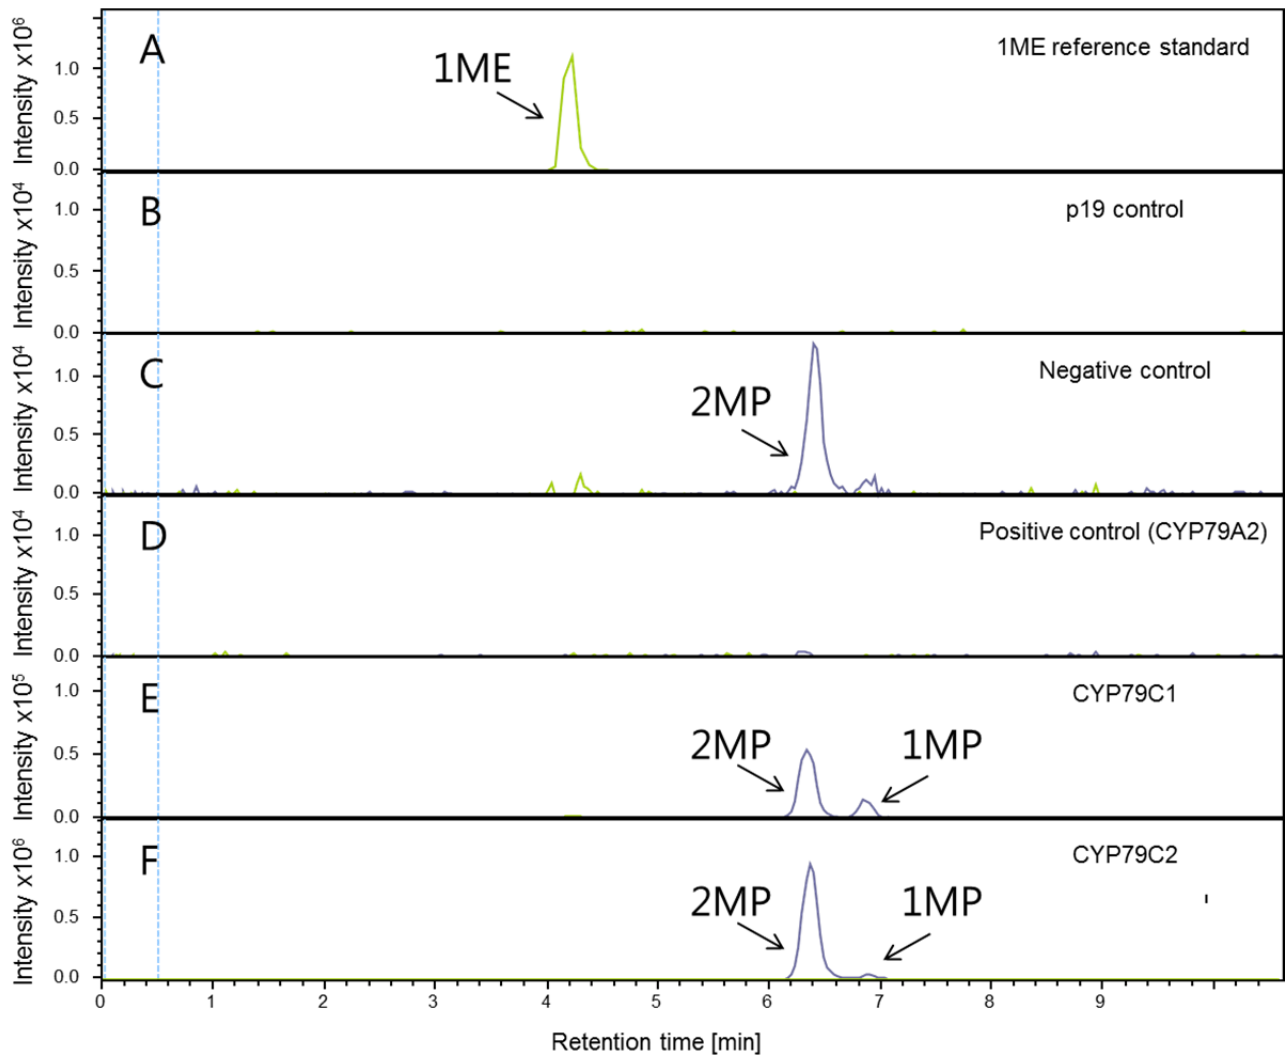 A
1ME reference standard
1ME
Intensity x10⁶
1.0
0.5
0.0
B
p19 control
Intensity x10⁴
1.0
0.5
0.0
C
Negative control
2MP
Intensity x10⁴
1.0
0.5
0.0
D
Positive control (CYP79A2)
Intensity x10⁴
1.0
0.5
0.0
E
CYP79C1
2MP 1MP
Intensity x10⁵
1.0
0.5
0.0
F
CYP79C2
2MP 1MP
Intensity x10⁶
1.0
0.5
0.0
0 1 2 3 4 5 6 7 8 9
Retention time [min]